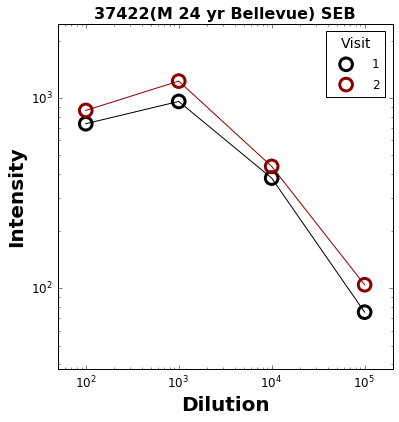 37422(M 24 yr Bellevue) SEB
Visit
1
2
Intensity
10³
10²
10² 10³ 10⁴ 10⁵
Dilution